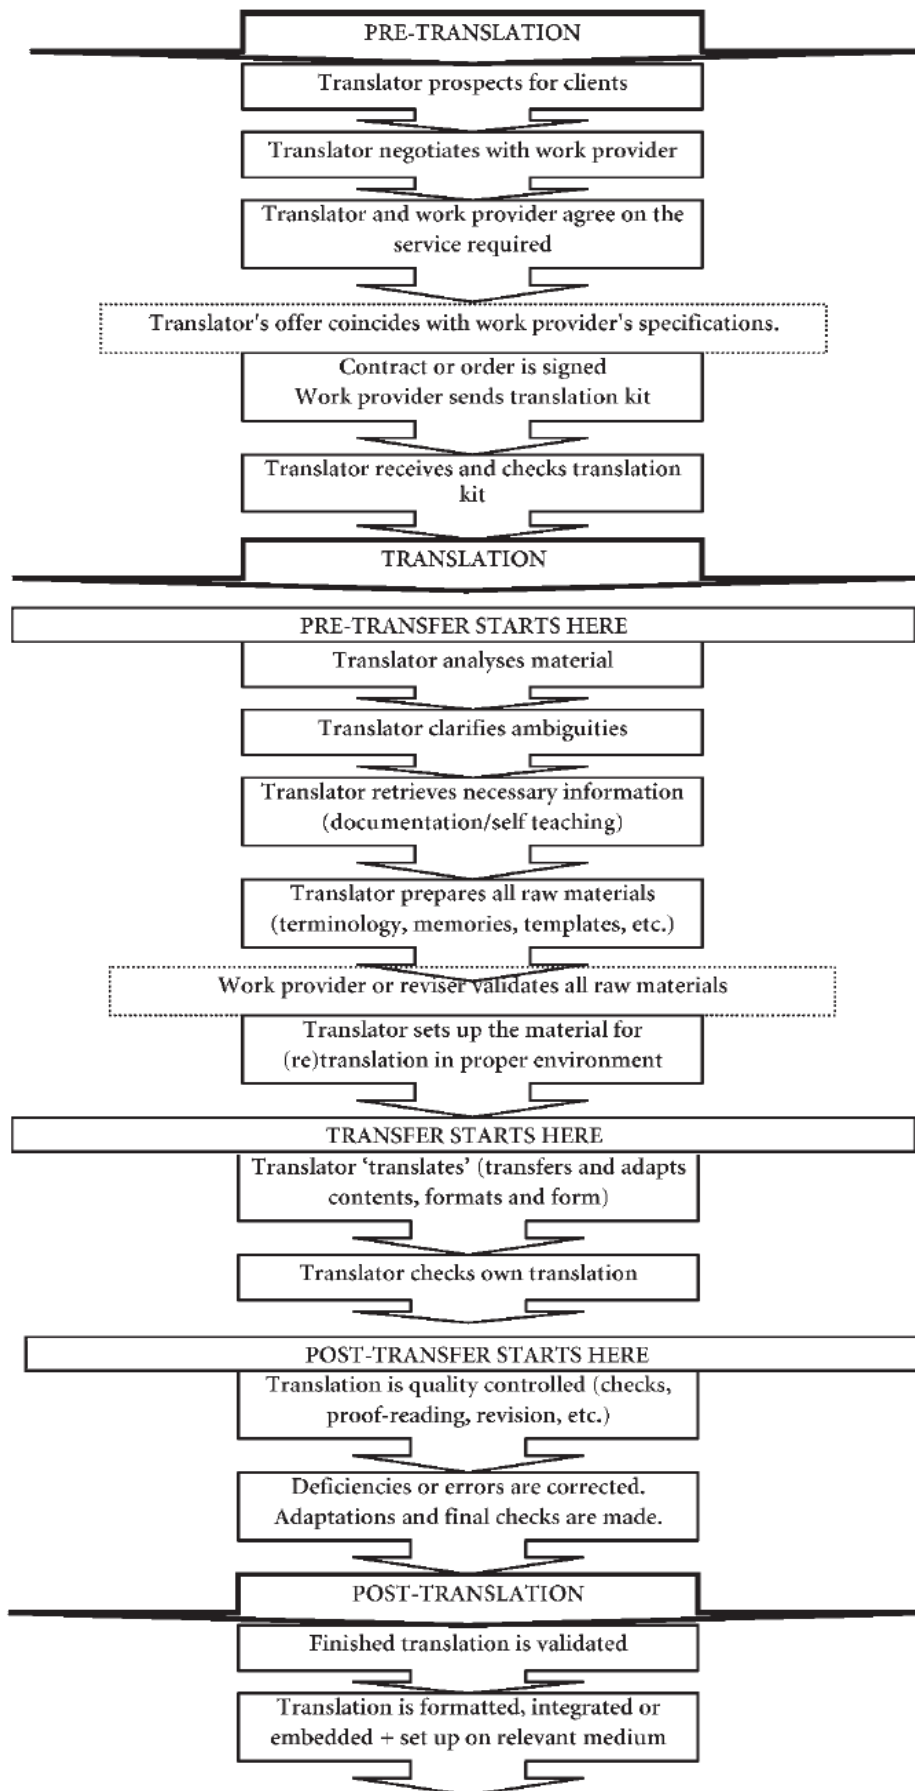 PRE-TRANSLATION
Translator prospects for clients
Translator negotiates with work provider
Translator and work provider agree on the
service required
Translator's offer coincides with work provider's specifications.
Contract or order is signed
Work provider sends translation kit
Translator receives and checks translation
kit
TRANSLATION
PRE-TRANSFER STARTS HERE
Translator analyses material
Translator clarifies ambiguities
Translator retrieves necessary information
(documentation/self teaching)
Translator prepares all raw materials
(terminology, memories, templates, etc.)
Work provider or reviser validates all raw materials
Translator sets up the material for
(re)translation in proper environment
TRANSFER STARTS HERE
Translator ‘translates’ (transfers and adapts
contents, formats and form)
Translator checks own translation
POST-TRANSFER STARTS HERE
Translation is quality controlled (checks,
proof-reading, revision, etc.)
Deficiencies or errors are corrected.
Adaptations and final checks are made.
POST-TRANSLATION
Finished translation is validated
Translation is formatted, integrated or
embedded + set up on relevant medium